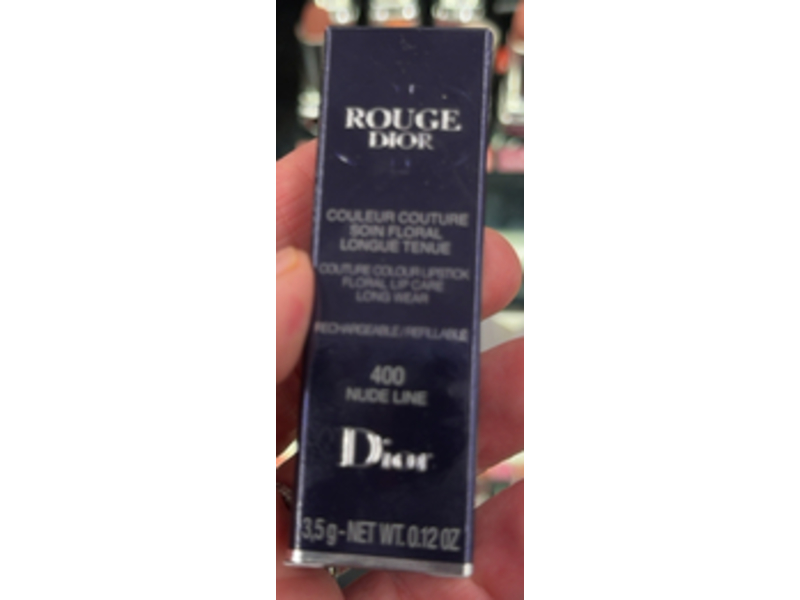 ROUGE
DIOR
COULEUR COUTURE
SOIN FLORAL
LONGUE TENUE
COUTURE COLOUR LIPSTICK
FLORAL LIP CARE
LONG WEAR
RECHARGEABLE/REFILLABLE
400
NUDE LINE
Dior
3,5 g - NET WT. 0.12 OZ